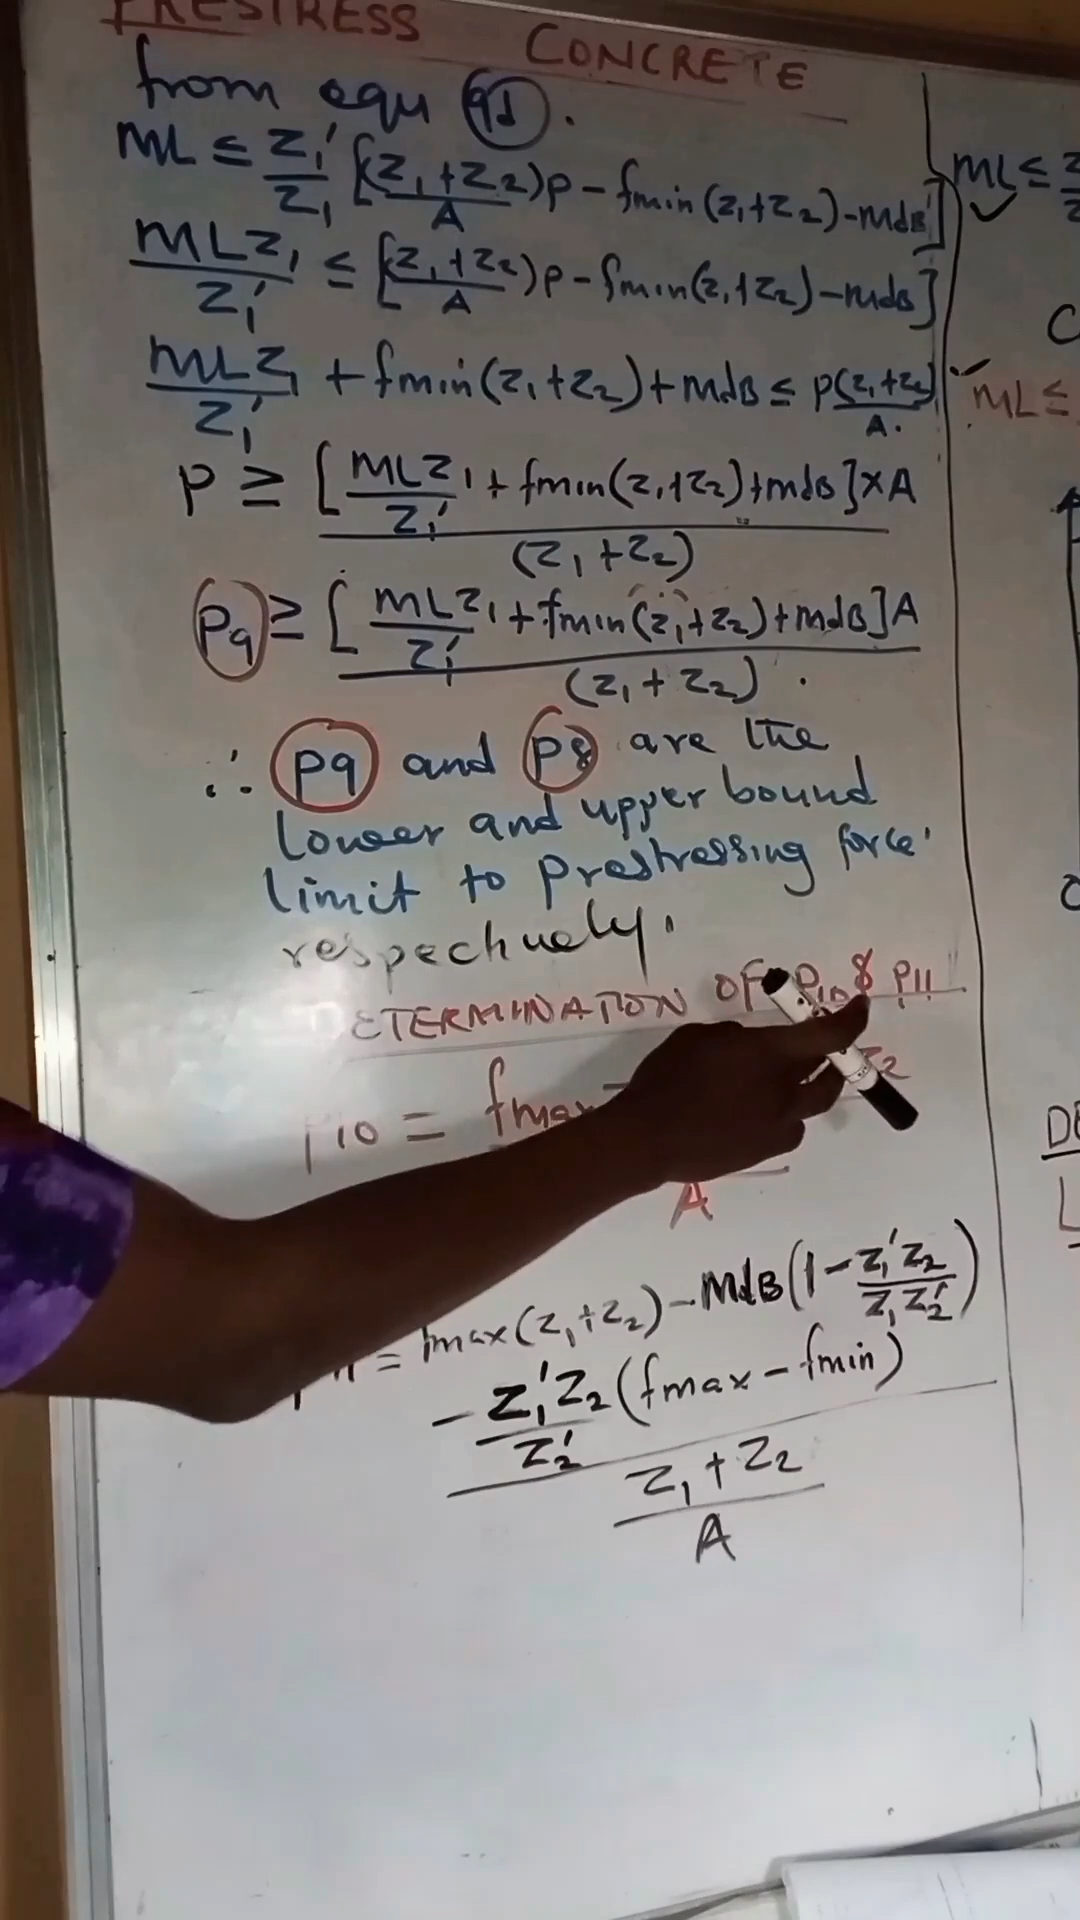 PRESTRESS CONCRETE
from equ (9d).
ML ≤ Z₁'/Z₁ [(Z₁+Z₂)/A P - fmin(Z₁+Z₂) - MdB]
MLZ₁/Z₁' ≤ [(Z₁+Z₂)/A P - fmin(Z₁+Z₂) - MdB]
MLZ₁/Z₁' + fmin(Z₁+Z₂) + MdB ≤ P(Z₁+Z₂)/A.
P ≥ [MLZ₁/Z₁' + fmin(Z₁+Z₂) + MdB] x A / (Z₁+Z₂)
P9 ≥ [MLZ₁/Z₁' + fmin(Z₁+Z₂) + MdB] A / (Z₁+Z₂).
∴ P9 and P8 are the
lower and upper bound
limit to prestressing force
respectively.
DETERMINATION OF P10 & P11
P10 = fmax Z₂
A
P11 = fmax(Z₁+Z₂) - MdB(1 - Z₁'Z₂/Z₁Z₂')
- Z₁'Z₂/Z₂' (fmax - fmin)
Z₁ + Z₂
A
ML ≤
ML ≤